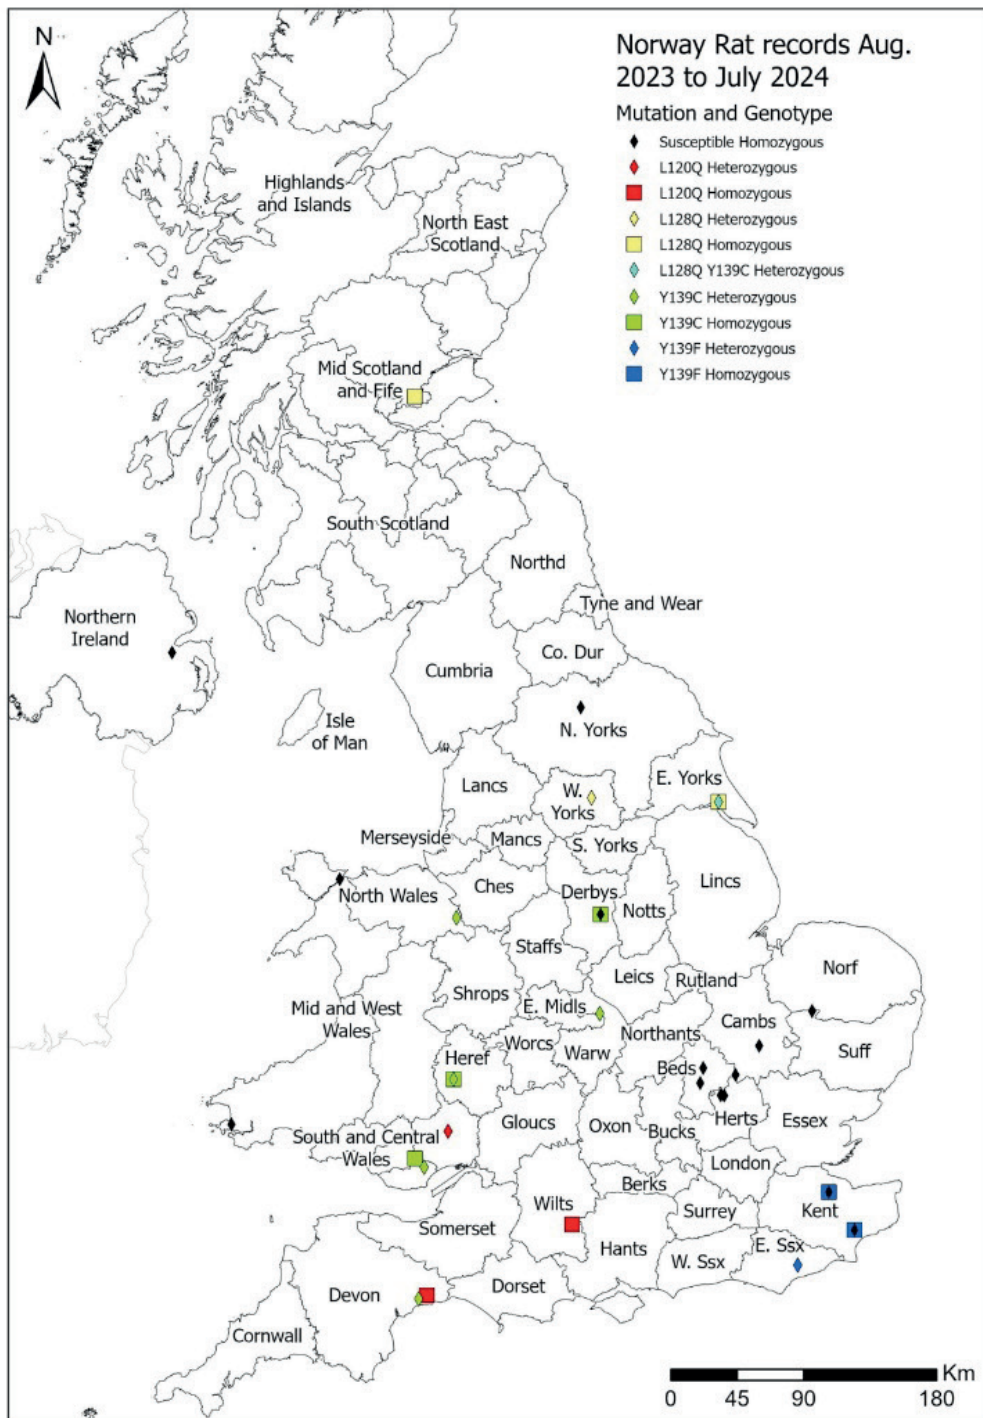 N
Norway Rat records Aug.
2023 to July 2024
Mutation and Genotype
Susceptible Homozygous
L120Q Heterozygous
L120Q Homozygous
L128Q Heterozygous
L128Q Homozygous
L128Q Y139C Heterozygous
Y139C Heterozygous
Y139C Homozygous
Y139F Heterozygous
Y139F Homozygous
Highlands
and Islands
North East
Scotland
Mid Scotland
and Fife
South Scotland
Northd
Tyne and Wear
Northern
Ireland
Co. Dur
Cumbria
Isle
of Man
N. Yorks
Lancs
W.
Yorks
E. Yorks
Merseyside
Mancs
S. Yorks
North Wales
Ches
Derbys
Notts
Lincs
Staffs
Leics
Rutland
Norf
Shrops
Mid and West
Wales
E. Midls
Northants
Cambs
Suff
Heref
Worcs
Warw
Beds
South and Central
Wales
Gloucs
Oxon
Bucks
Herts
Essex
London
Berks
Wilts
Surrey
Kent
Somerset
Hants
W. Ssx
E. Ssx
Devon
Dorset
Cornwall
Km
0 45 90 180